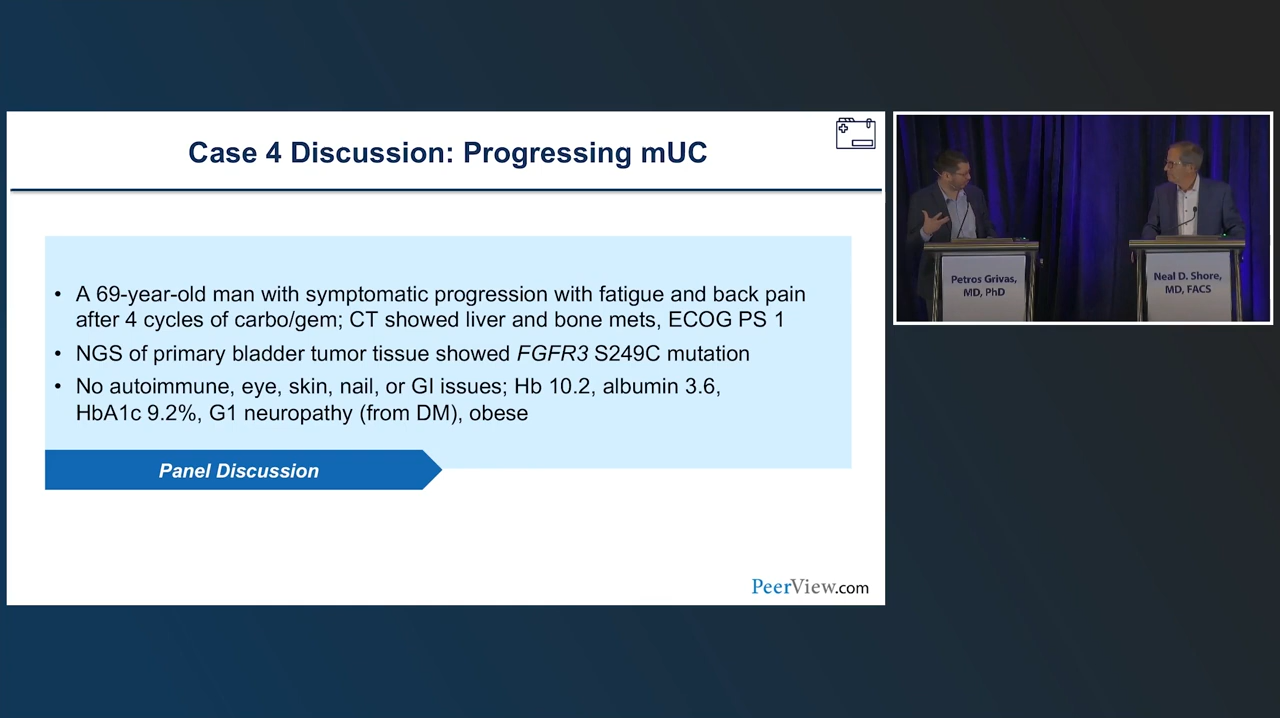 Case 4 Discussion: Progressing mUC
• A 69-year-old man with symptomatic progression with fatigue and back pain
after 4 cycles of carbo/gem; CT showed liver and bone mets, ECOG PS 1
• NGS of primary bladder tumor tissue showed FGFR3 S249C mutation
• No autoimmune, eye, skin, nail, or GI issues; Hb 10.2, albumin 3.6,
HbA1c 9.2%, G1 neuropathy (from DM), obese
Panel Discussion
PeerView.com
Petros Grivas,
MD, PhD
Neal D. Shore,
MD, FACS